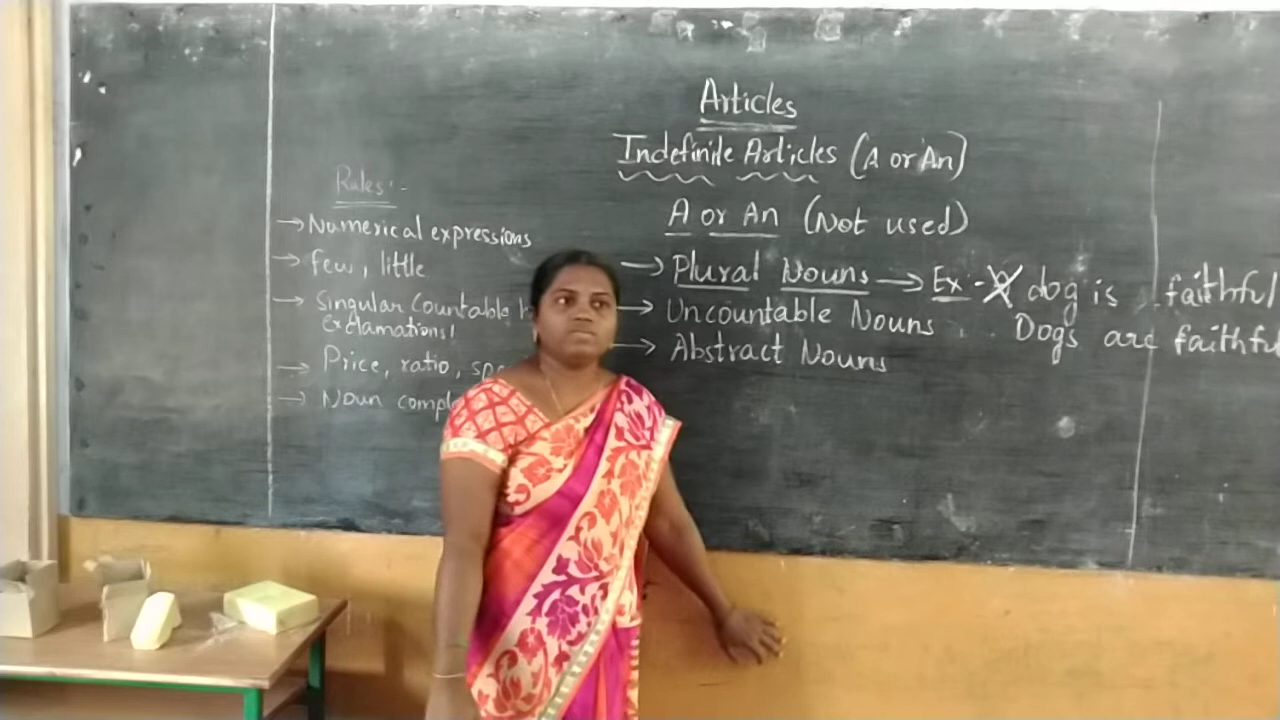 Articles
Indefinite Articles (A or An)
A or An (Not used)
→ Plural Nouns → Ex - A dog is faithful
Dogs are faithfu
→ Uncountable Nouns
→ Abstract Nouns
Rules:-
→ Numerical expressions
→ few, little
→ Singular Countable
exclamations!
→ Price, ratio,
→ Noun